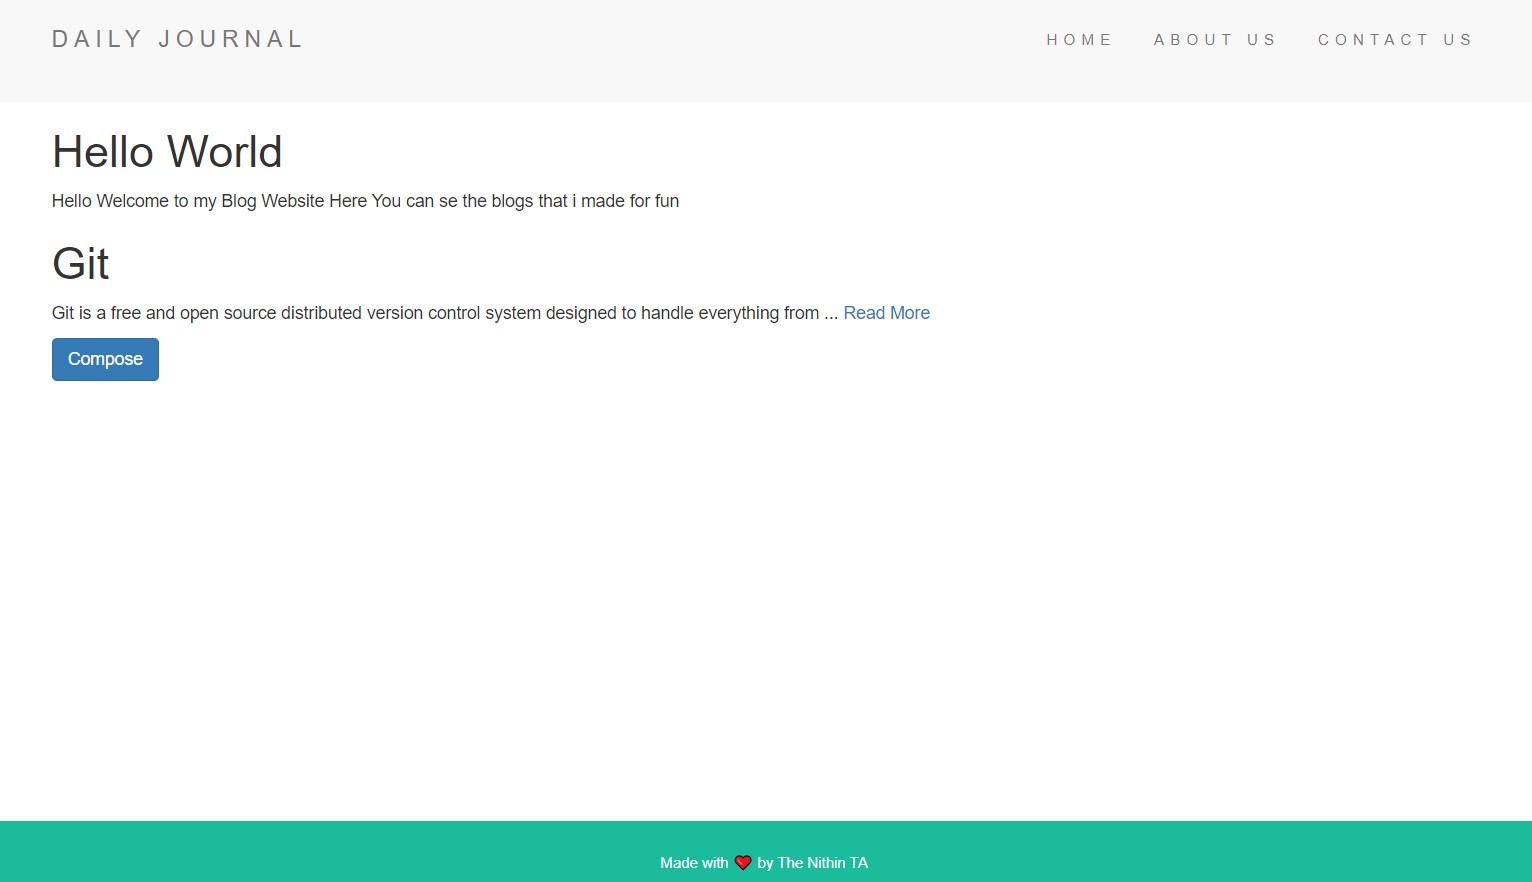 DAILY JOURNAL
HOME ABOUT US CONTACT US
Hello World
Hello Welcome to my Blog Website Here You can se the blogs that i made for fun
Git
Git is a free and open source distributed version control system designed to handle everything from ... Read More
Compose
Made with ❤ by The Nithin TA